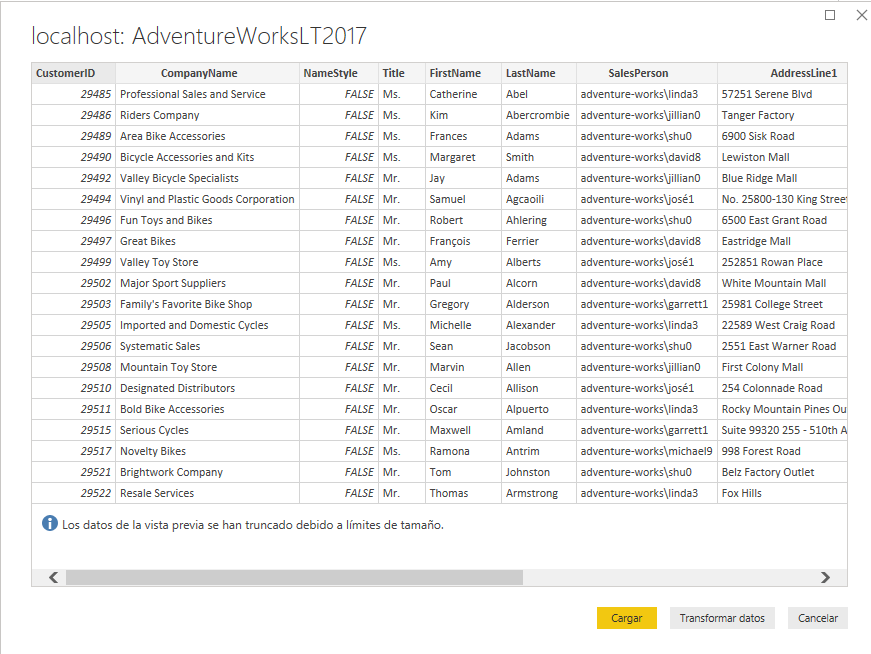 localhost: AdventureWorksLT2017
CustomerID CompanyName NameStyle Title FirstName LastName SalesPerson AddressLine1
29485 Professional Sales and Service FALSE Ms. Catherine Abel adventure-works\linda3 57251 Serene Blvd
29486 Riders Company FALSE Ms. Kim Abercrombie adventure-works\jillian0 Tanger Factory
29489 Area Bike Accessories FALSE Ms. Frances Adams adventure-works\shu0 6900 Sisk Road
29490 Bicycle Accessories and Kits FALSE Ms. Margaret Smith adventure-works\david8 Lewiston Mall
29492 Valley Bicycle Specialists FALSE Mr. Jay Adams adventure-works\jillian0 Blue Ridge Mall
29494 Vinyl and Plastic Goods Corporation FALSE Mr. Samuel Agcaoili adventure-works\josé1 No. 25800-130 King Street
29496 Fun Toys and Bikes FALSE Mr. Robert Ahlering adventure-works\shu0 6500 East Grant Road
29497 Great Bikes FALSE Mr. François Ferrier adventure-works\david8 Eastridge Mall
29499 Valley Toy Store FALSE Ms. Amy Alberts adventure-works\josé1 252851 Rowan Place
29502 Major Sport Suppliers FALSE Mr. Paul Alcorn adventure-works\david8 White Mountain Mall
29503 Family's Favorite Bike Shop FALSE Mr. Gregory Alderson adventure-works\garrett1 25981 College Street
29505 Imported and Domestic Cycles FALSE Ms. Michelle Alexander adventure-works\linda3 22589 West Craig Road
29506 Systematic Sales FALSE Mr. Sean Jacobson adventure-works\shu0 2551 East Warner Road
29508 Mountain Toy Store FALSE Mr. Marvin Allen adventure-works\jillian0 First Colony Mall
29510 Designated Distributors FALSE Mr. Cecil Allison adventure-works\josé1 254 Colonnade Road
29511 Bold Bike Accessories FALSE Mr. Oscar Alpuerto adventure-works\linda3 Rocky Mountain Pines Ou
29515 Serious Cycles FALSE Mr. Maxwell Amland adventure-works\garrett1 Suite 99320 255 - 510th A
29517 Novelty Bikes FALSE Ms. Ramona Antrim adventure-works\michael9 998 Forest Road
29521 Brightwork Company FALSE Mr. Tom Johnston adventure-works\shu0 Belz Factory Outlet
29522 Resale Services FALSE Mr. Thomas Armstrong adventure-works\linda3 Fox Hills
Los datos de la vista previa se han truncado debido a límites de tamaño.
Cargar Transformar datos Cancelar